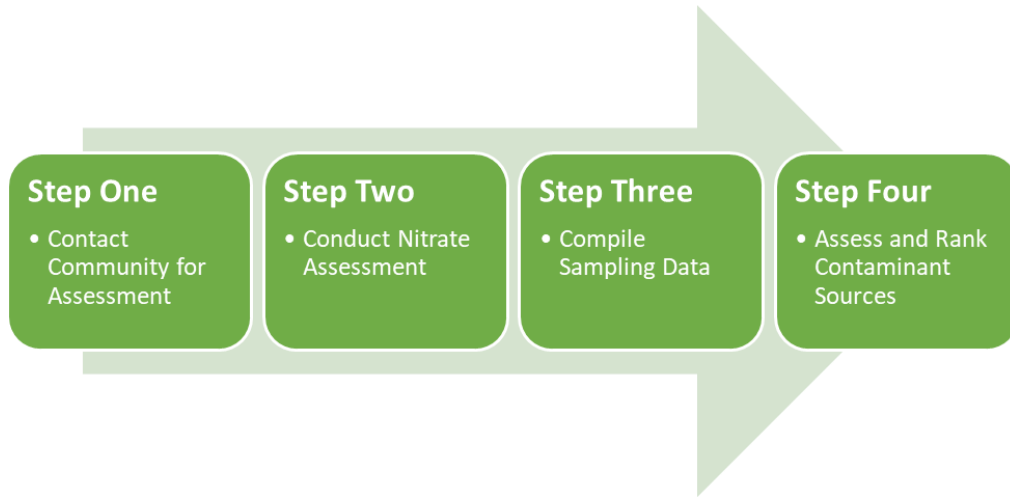 Step One
• Contact
Community for
Assessment
Step Two
• Conduct Nitrate
Assessment
Step Three
• Compile
Sampling Data
Step Four
• Assess and Rank
Contaminant
Sources